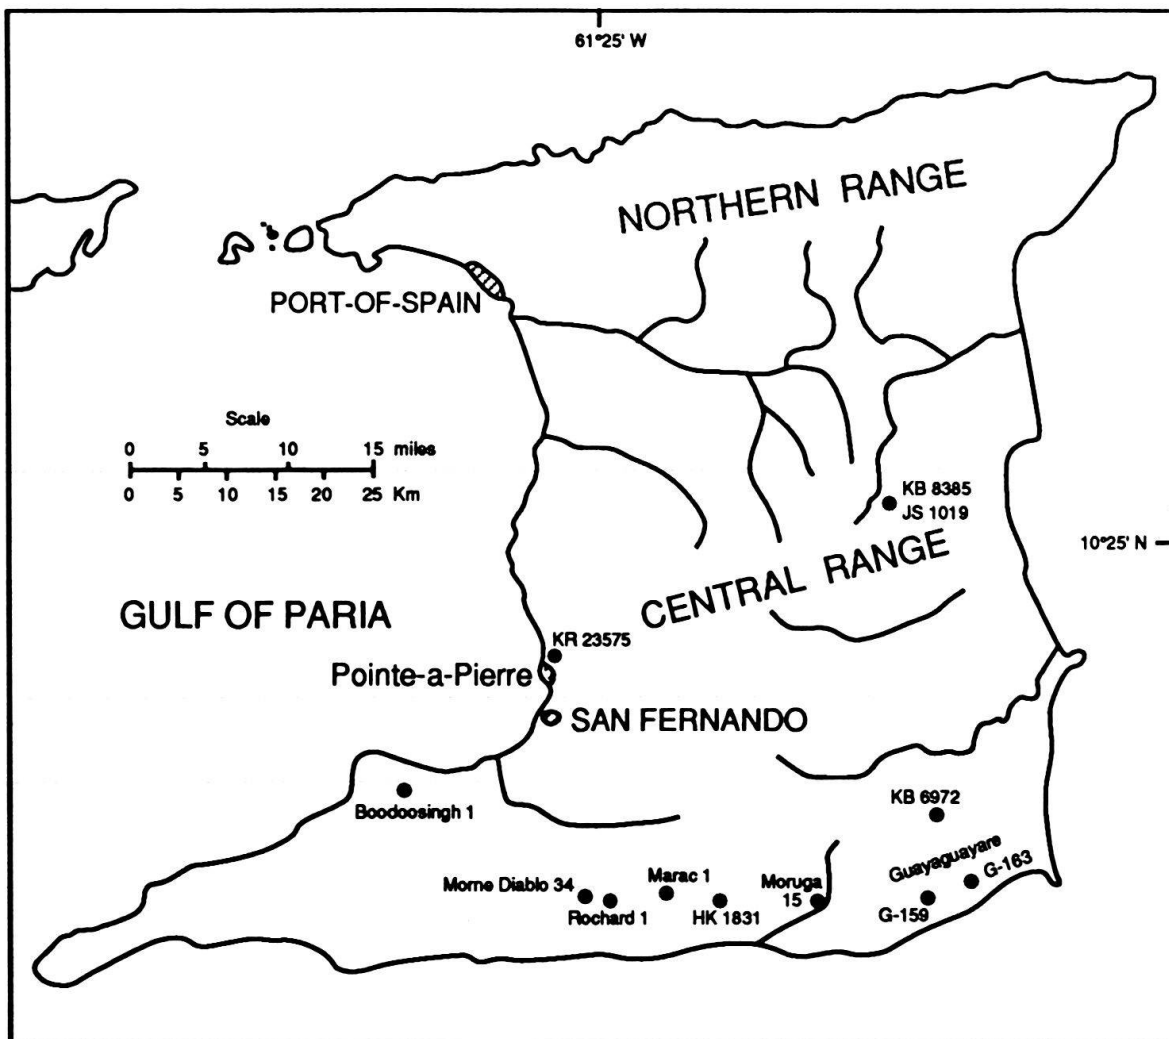 61°25' W
NORTHERN RANGE
PORT-OF-SPAIN
Scale
0 5 10 15 miles
0 5 10 15 20 25 Km
KB 8385
JS 1019
10°25' N
CENTRAL RANGE
GULF OF PARIA
KR 23575
Pointe-a-Pierre
SAN FERNANDO
Boodoosingh 1
KB 6972
Guayaguayare
G-163
Morne Diablo 34
Marac 1
Moruga
15
Rochard 1
HK 1831
G-159